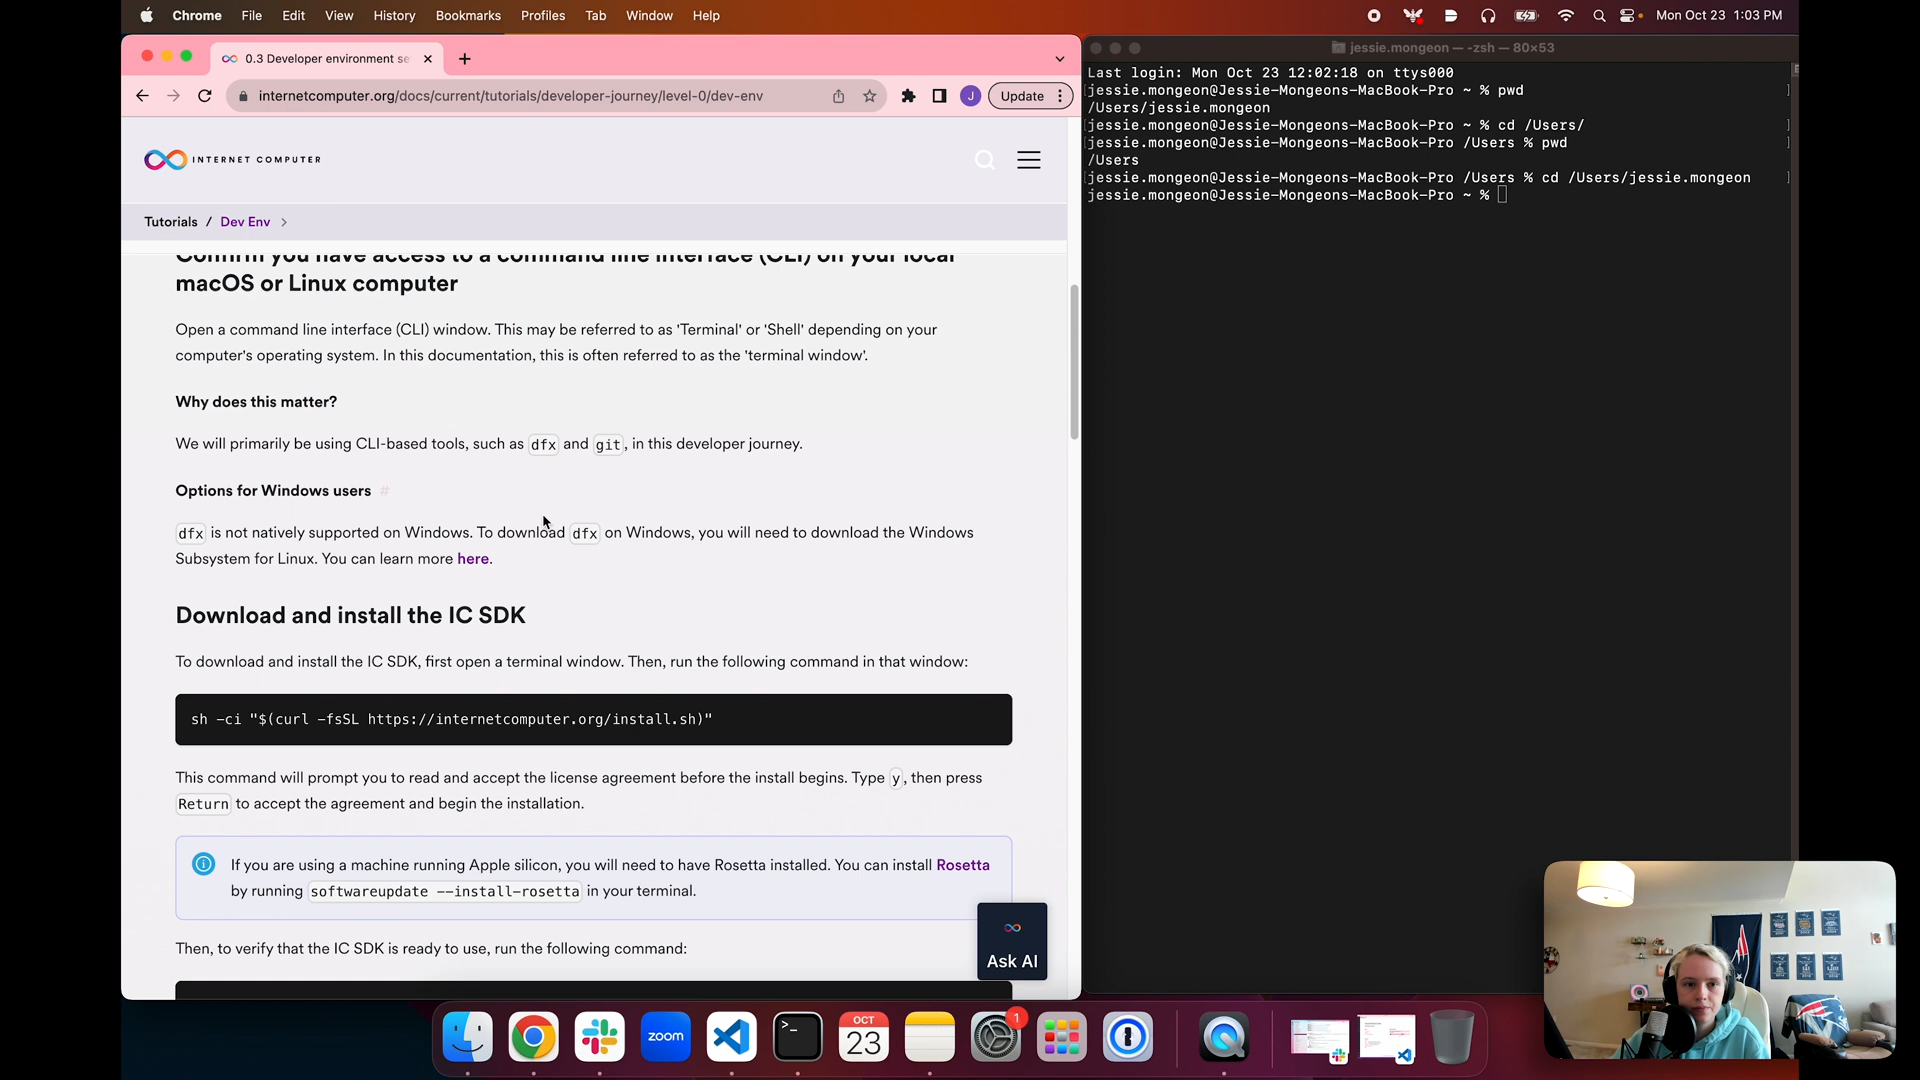 Chrome File Edit View History Bookmarks Profiles Tab Window Help
Mon Oct 23 1:03 PM
0.3 Developer environment se
internetcomputer.org/docs/current/tutorials/developer-journey/level-0/dev-env
J
Update
INTERNET COMPUTER
Tutorials / Dev Env >
Confirm you have access to a command line interface (CLI) on your local
macOS or Linux computer
Open a command line interface (CLI) window. This may be referred to as 'Terminal' or 'Shell' depending on your
computer's operating system. In this documentation, this is often referred to as the 'terminal window'.
Why does this matter?
We will primarily be using CLI-based tools, such as dfx and git, in this developer journey.
Options for Windows users #
dfx is not natively supported on Windows. To download dfx on Windows, you will need to download the Windows
Subsystem for Linux. You can learn more here.
Download and install the IC SDK
To download and install the IC SDK, first open a terminal window. Then, run the following command in that window:
sh -ci "$(curl -fsSL https://internetcomputer.org/install.sh)"
This command will prompt you to read and accept the license agreement before the install begins. Type y, then press
Return to accept the agreement and begin the installation.
If you are using a machine running Apple silicon, you will need to have Rosetta installed. You can install Rosetta
by running softwareupdate --install-rosetta in your terminal.
Then, to verify that the IC SDK is ready to use, run the following command:
Ask AI
jessie.mongeon — -zsh — 80×53
Last login: Mon Oct 23 12:02:18 on ttys000
[jessie.mongeon@Jessie-Mongeons-MacBook-Pro ~ % pwd ]
/Users/jessie.mongeon
[jessie.mongeon@Jessie-Mongeons-MacBook-Pro ~ % cd /Users/ ]
[jessie.mongeon@Jessie-Mongeons-MacBook-Pro /Users % pwd ]
/Users
[jessie.mongeon@Jessie-Mongeons-MacBook-Pro /Users % cd /Users/jessie.mongeon ]
jessie.mongeon@Jessie-Mongeons-MacBook-Pro ~ %
zoom
>_
OCT
23
1